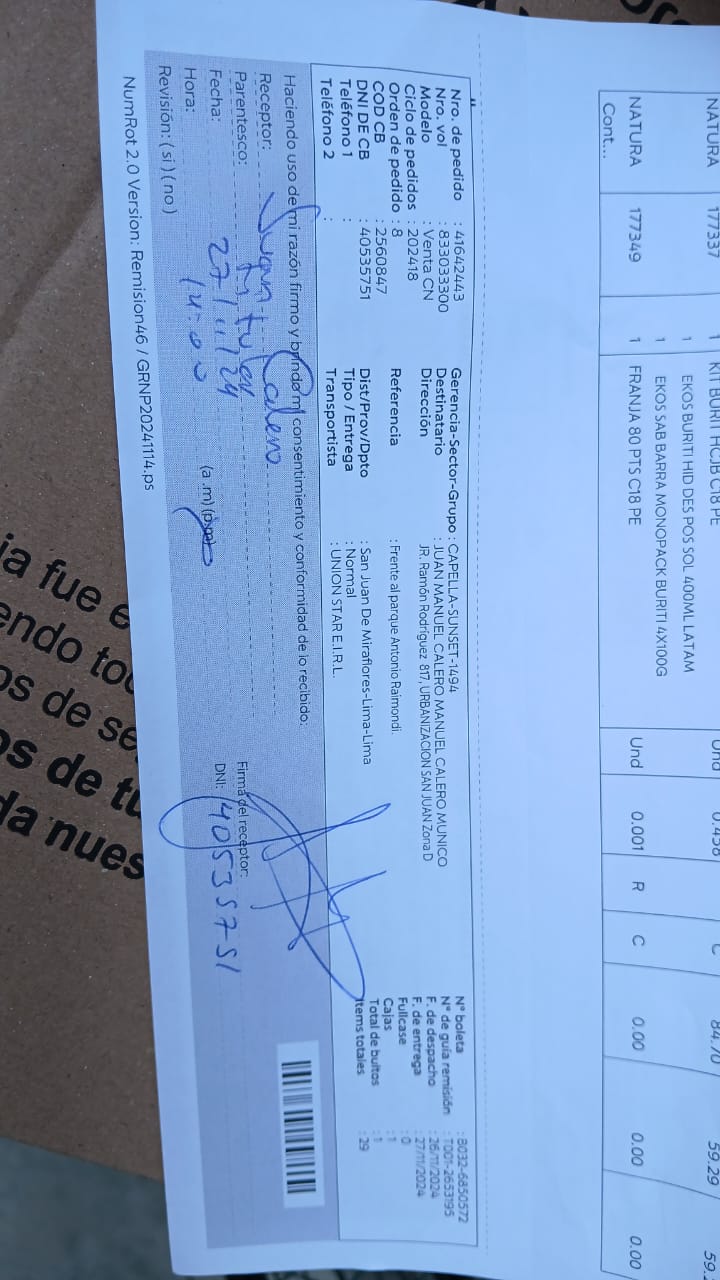 NATURA 177337 1 KIT BURITI HCJB C18 PE Und 0.458 C 84.70 59.29 59.
1 EKOS BURITI HID DES POS SOL 400ML LATAM
1 EKOS SAB BARRA MONOPACK BURITI 4X100G
NATURA 177349 1 FRANJA 80 PTS C18 PE Und 0.001 R C 0.00 0.00 0.00
Cont...
Nro. de pedido : 41642443 Gerencia-Sector-Grupo : CAPELLA-SUNSET-1494 N° boleta : B032-6850572
Nro. vol : 833033300 Destinatario : JUAN MANUEL CALERO MANUEL CALERO MUNICO N° de guía remisión : T001-2653195
Modelo : Venta CN Dirección JR. Ramón Rodríguez 817, URBANIZACION SAN JUAN Zona D F. de despacho : 26/11/2024
Ciclo de pedidos : 202418 F. de entrega : 27/11/2024
Orden de pedido : 8 Referencia : Frente al parque Antonio Raimondi. Fullcase : 0
COD CB : 2560847 Cajas : 1
DNI DE CB : 40535751 Dist/Prov/Dpto : San Juan De Miraflores-Lima-Lima Total de bultos : 1
Teléfono 1 : Tipo / Entrega : Normal Items totales : 29
Teléfono 2 : Transportista : UNION STAR E.I.R.L.
Haciendo uso de mi razón firmo y brindo mi consentimiento y conformidad de lo recibido:
Receptor: Juan Calero
Parentesco: titular Firma del receptor:
Fecha: 27/11/24 DNI: 40535751
Hora: 14:00 (a.m) (p.m)
Revisión: (si) (no)
NumRot 2.0 Version: Remision46 / GRNP20241114.ps
ia fue e
endo to
os de se
os de tu
da nues